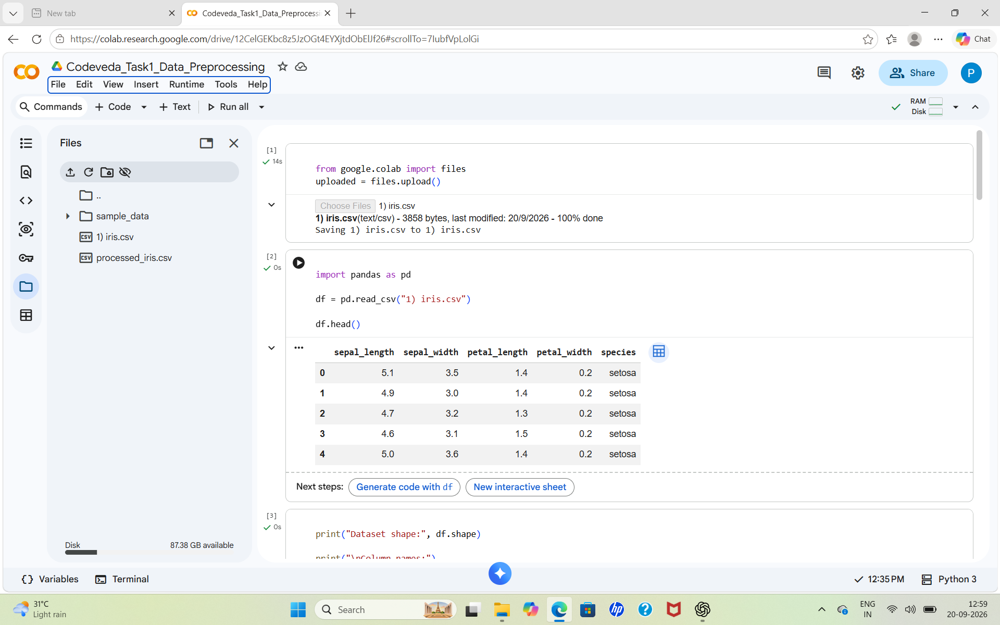 New tab
Codeveda_Task1_Data_Preprocessi
https://colab.research.google.com/drive/12CelGEKbc8z5JzOGt4EYXjtdObElJf26#scrollTo=7IubfVpLolGi
Chat
Codeveda_Task1_Data_Preprocessing
File Edit View Insert Runtime Tools Help
Share
P
Commands + Code + Text Run all
RAM
Disk
Files
..
sample_data
1) iris.csv
processed_iris.csv
Disk 87.38 GB available
[1]
14s
from google.colab import files
uploaded = files.upload()
Choose Files 1) iris.csv
1) iris.csv(text/csv) - 3858 bytes, last modified: 20/9/2026 - 100% done
Saving 1) iris.csv to 1) iris.csv
[2]
0s
import pandas as pd
df = pd.read_csv("1) iris.csv")
df.head()
sepal_length sepal_width petal_length petal_width species
0 5.1 3.5 1.4 0.2 setosa
1 4.9 3.0 1.4 0.2 setosa
2 4.7 3.2 1.3 0.2 setosa
3 4.6 3.1 1.5 0.2 setosa
4 5.0 3.6 1.4 0.2 setosa
Next steps: Generate code with df New interactive sheet
[3]
0s
print("Dataset shape:", df.shape)
print("\nColumn names:")
Variables Terminal
12:35 PM Python 3
31°C
Light rain
Search
hp
ENG
IN
12:59
20-09-2026